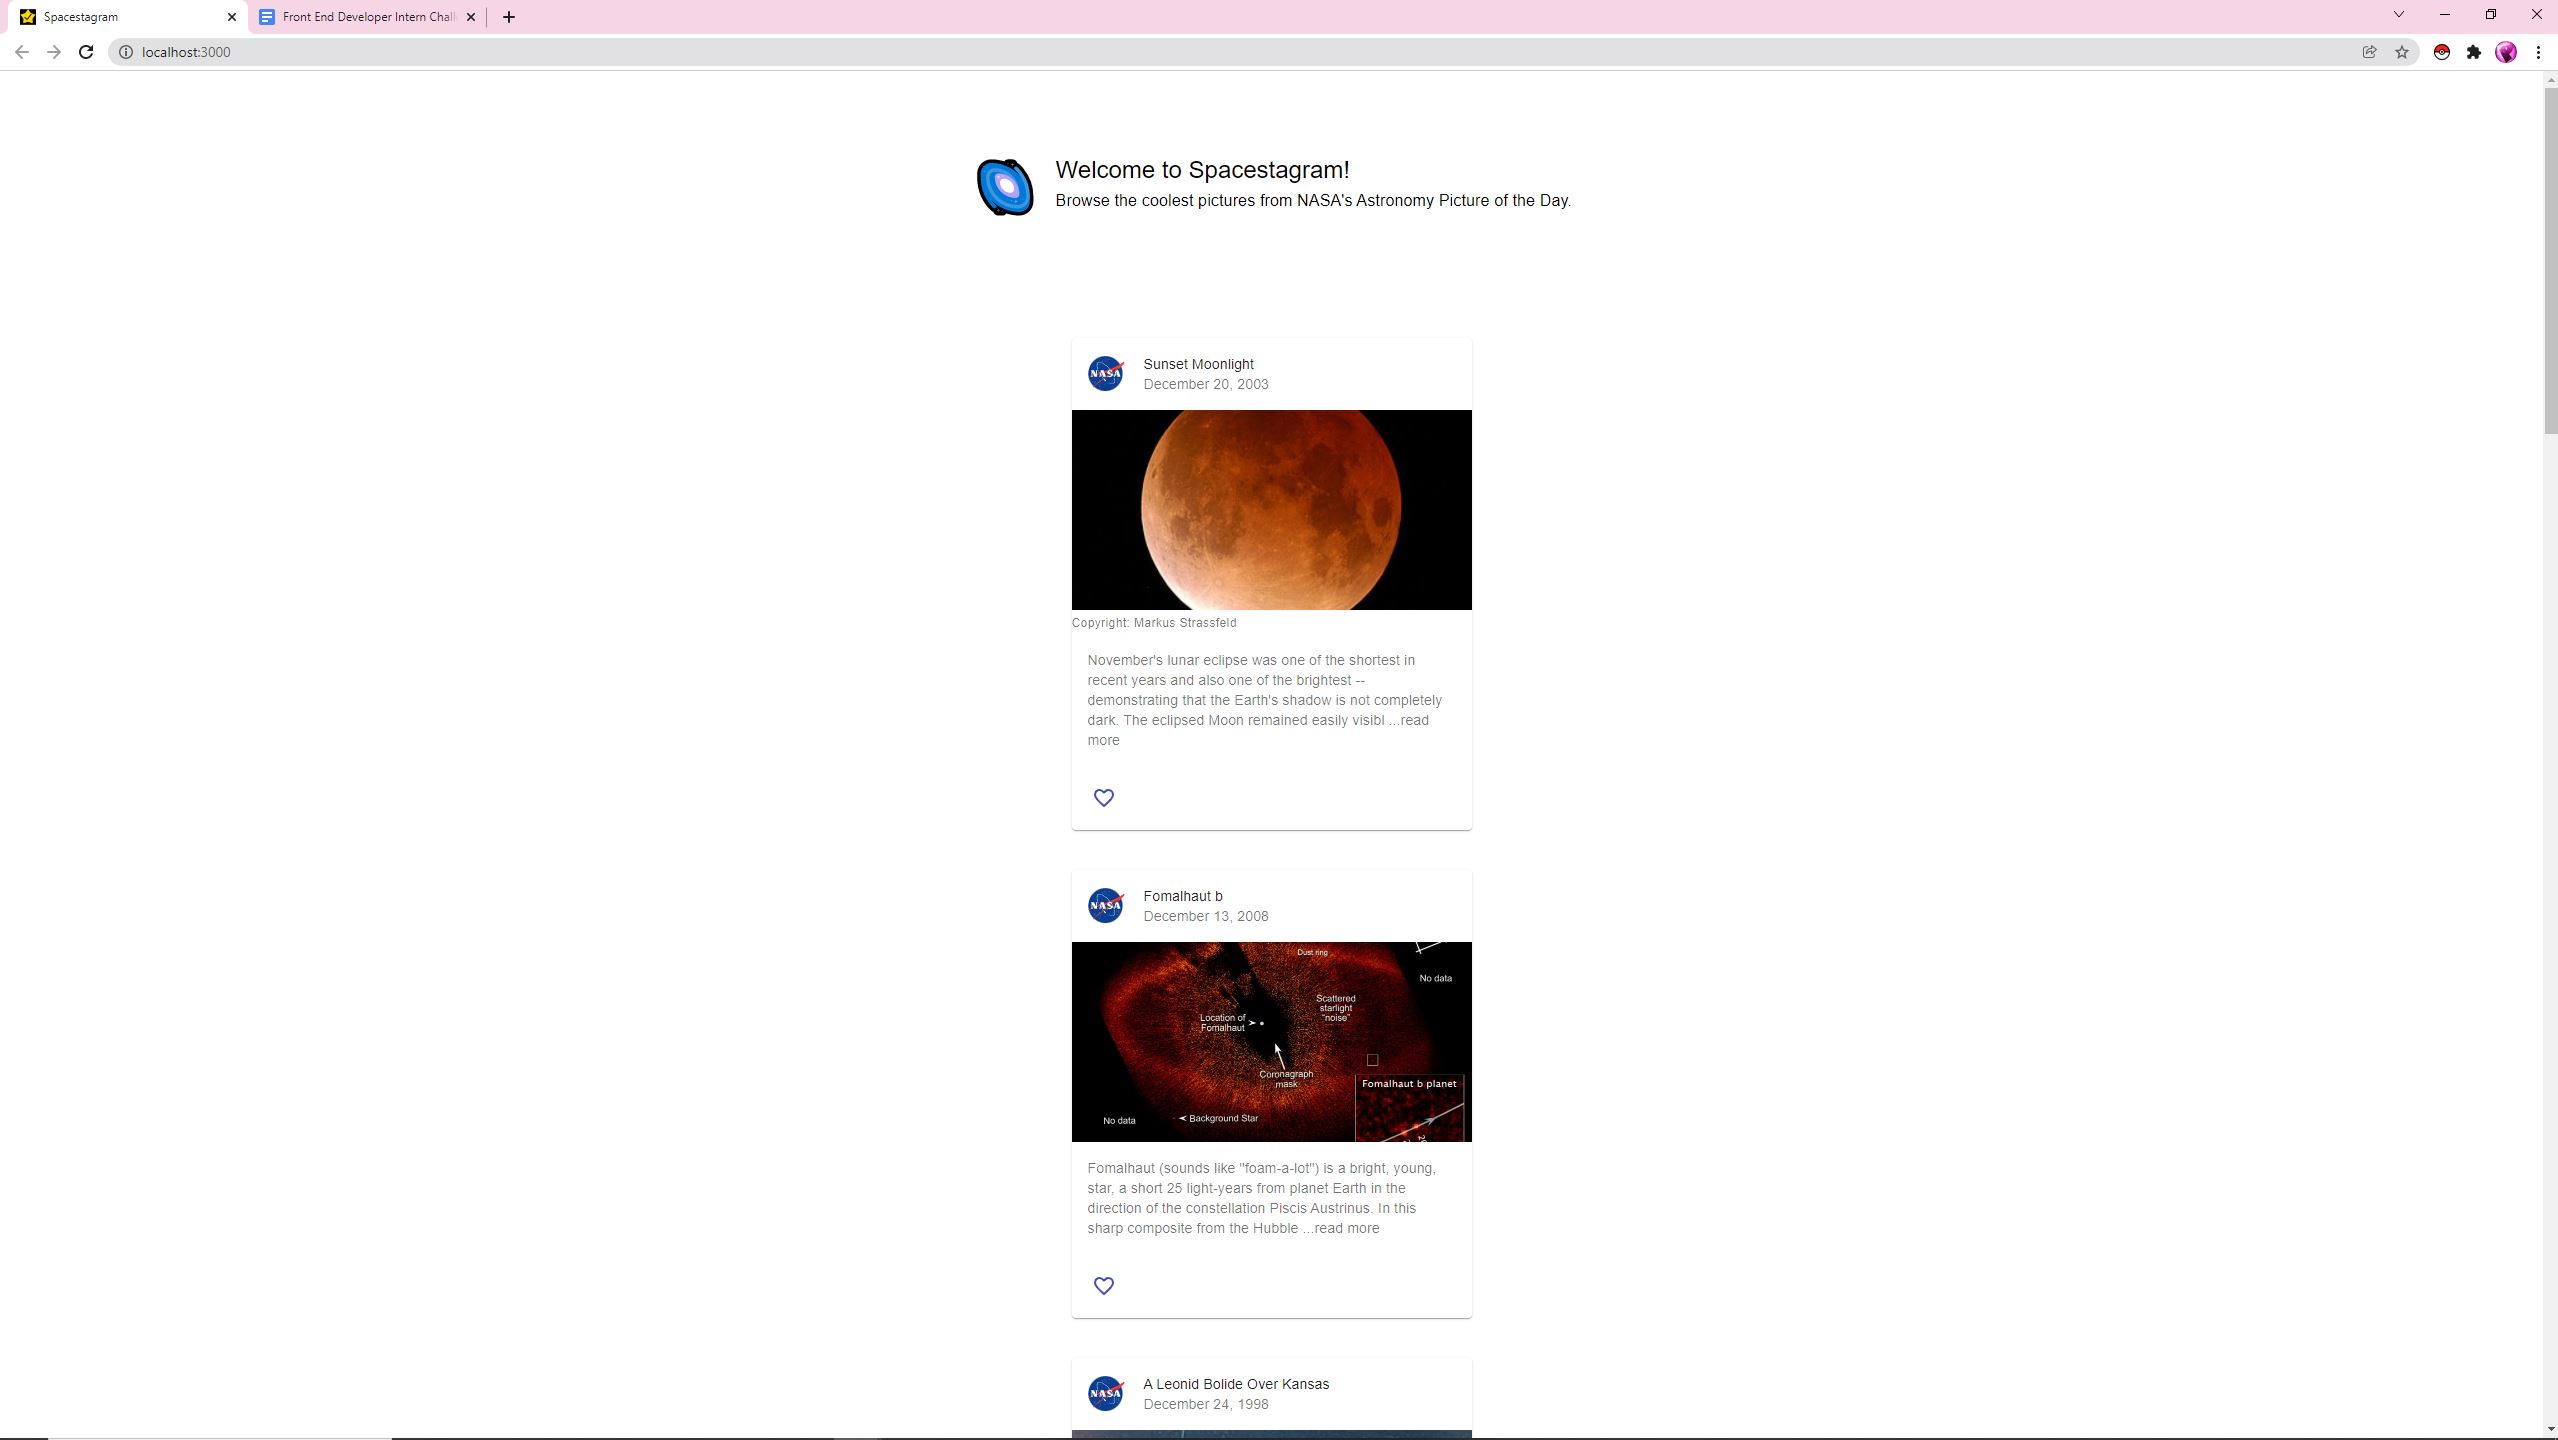 Spacestagram
Front End Developer Intern Chall
localhost:3000
Welcome to Spacestagram!
Browse the coolest pictures from NASA's Astronomy Picture of the Day.
NASA
Sunset Moonlight
December 20, 2003
Copyright: Markus Strassfeld
November's lunar eclipse was one of the shortest in
recent years and also one of the brightest --
demonstrating that the Earth's shadow is not completely
dark. The eclipsed Moon remained easily visibl ...read
more
NASA
Fomalhaut b
December 13, 2008
Dust ring
No data
Scattered
starlight
"noise"
Location of
Fomalhaut
Coronagraph
mask
Fomalhaut b planet
Background Star
No data
Fomalhaut (sounds like "foam-a-lot") is a bright, young,
star, a short 25 light-years from planet Earth in the
direction of the constellation Piscis Austrinus. In this
sharp composite from the Hubble ...read more
NASA
A Leonid Bolide Over Kansas
December 24, 1998